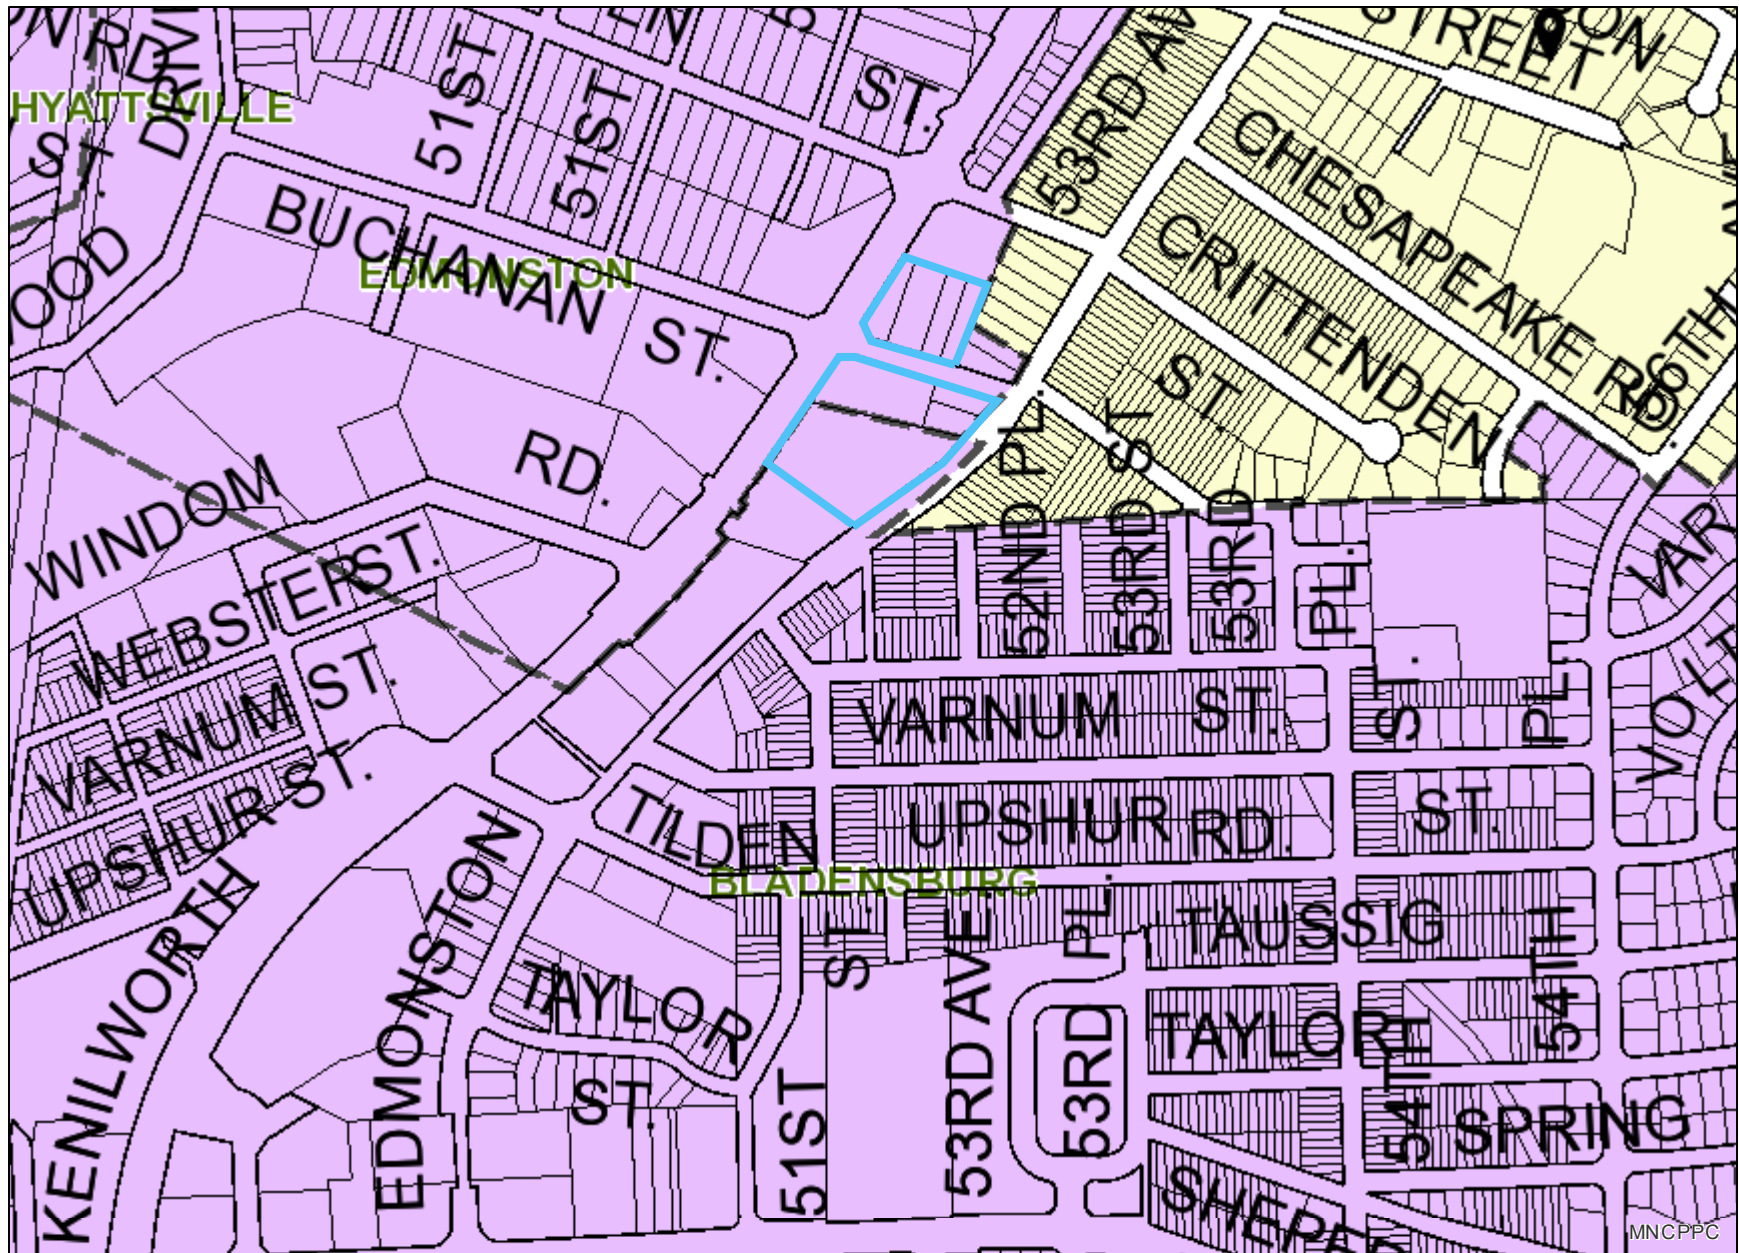 51ST
51ST
ST.
53RD AV
STREET
HYATTSVILLE
ST.
BUCHANAN ST.
EDMONSTON
CHESAPEAKE RD.
CRITTENDEN
ST.
56TH
WINDOM
RD.
WEBSTER ST.
52ND PL.
53RD ST
53RD
PL.
VARNUM ST.
VARNUM ST.
ST.
PL.
UPSHUR ST.
TILDEN
UPSHUR RD.
ST.
BLADENSBURG
KENILWORTH
EDMONSTON
TAYLOR
ST.
51ST
ST.
53RD AVE.
53RD
PL.
TAUSSIG
TAYLOR
54TH
54TH
SPRING
MNCPPC